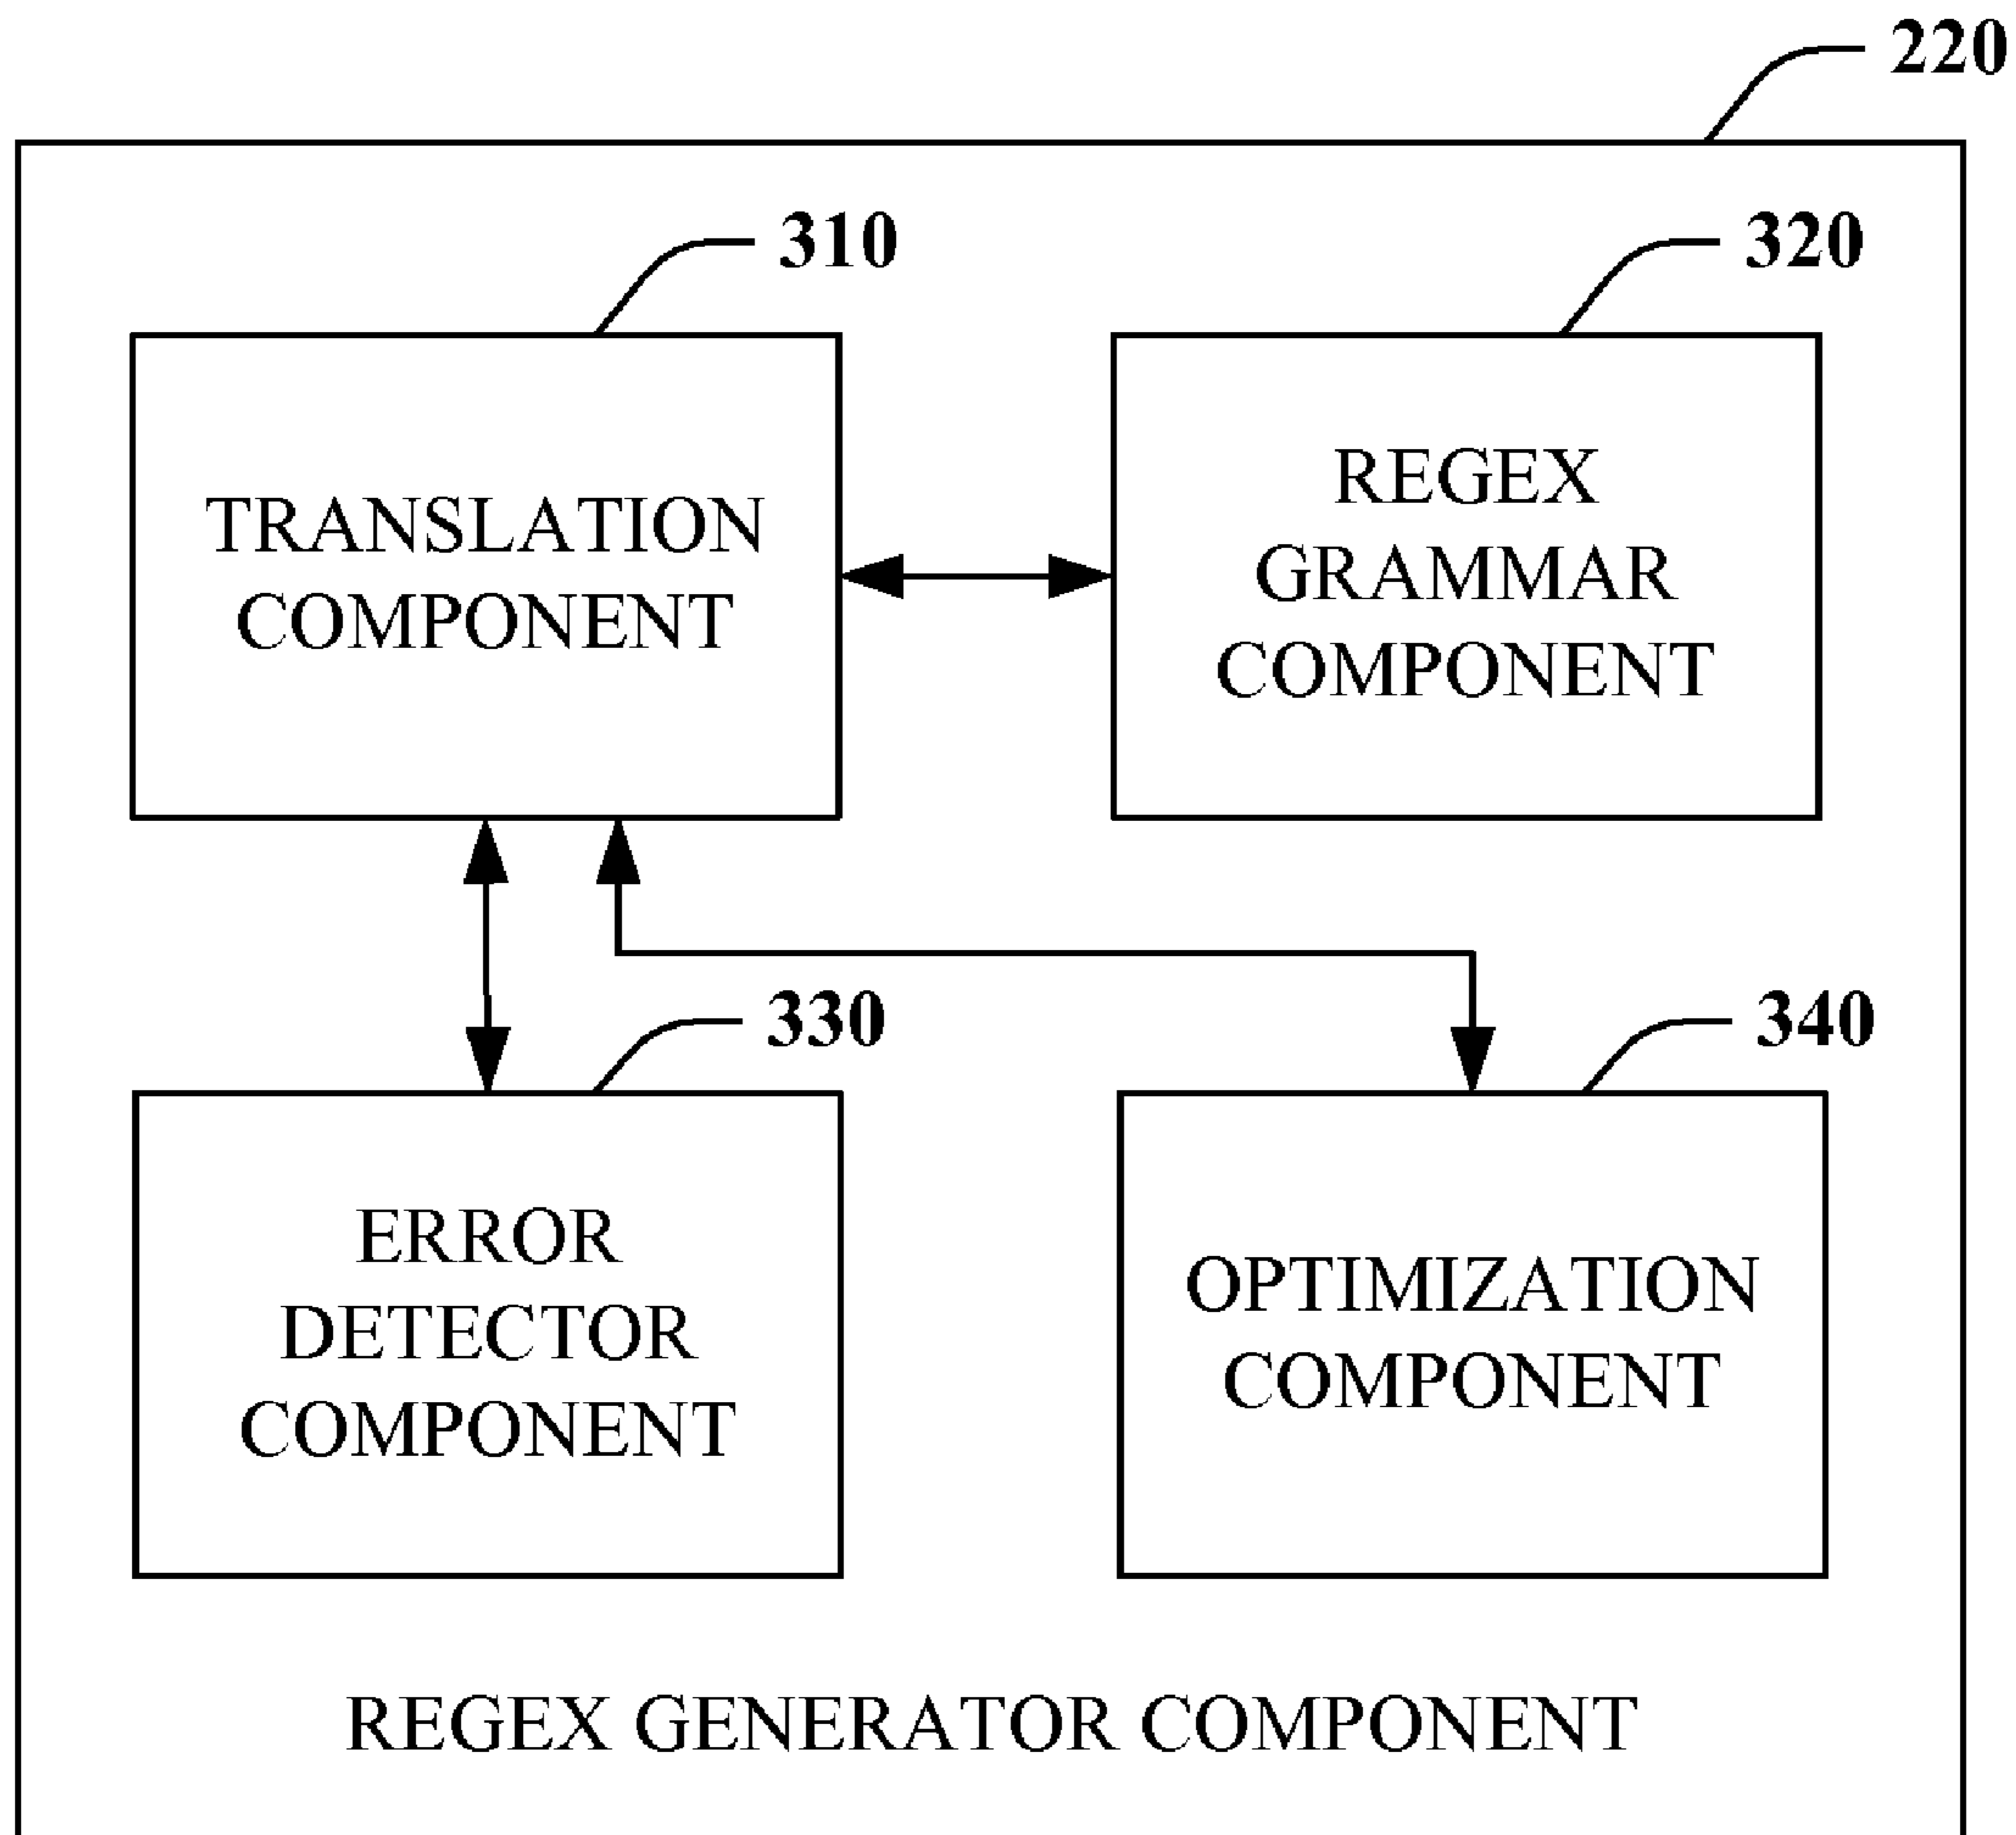 220
310
320
TRANSLATION
COMPONENT
REGEX
GRAMMAR
COMPONENT
330
340
ERROR
DETECTOR
COMPONENT
OPTIMIZATION
COMPONENT
REGEX GENERATOR COMPONENT